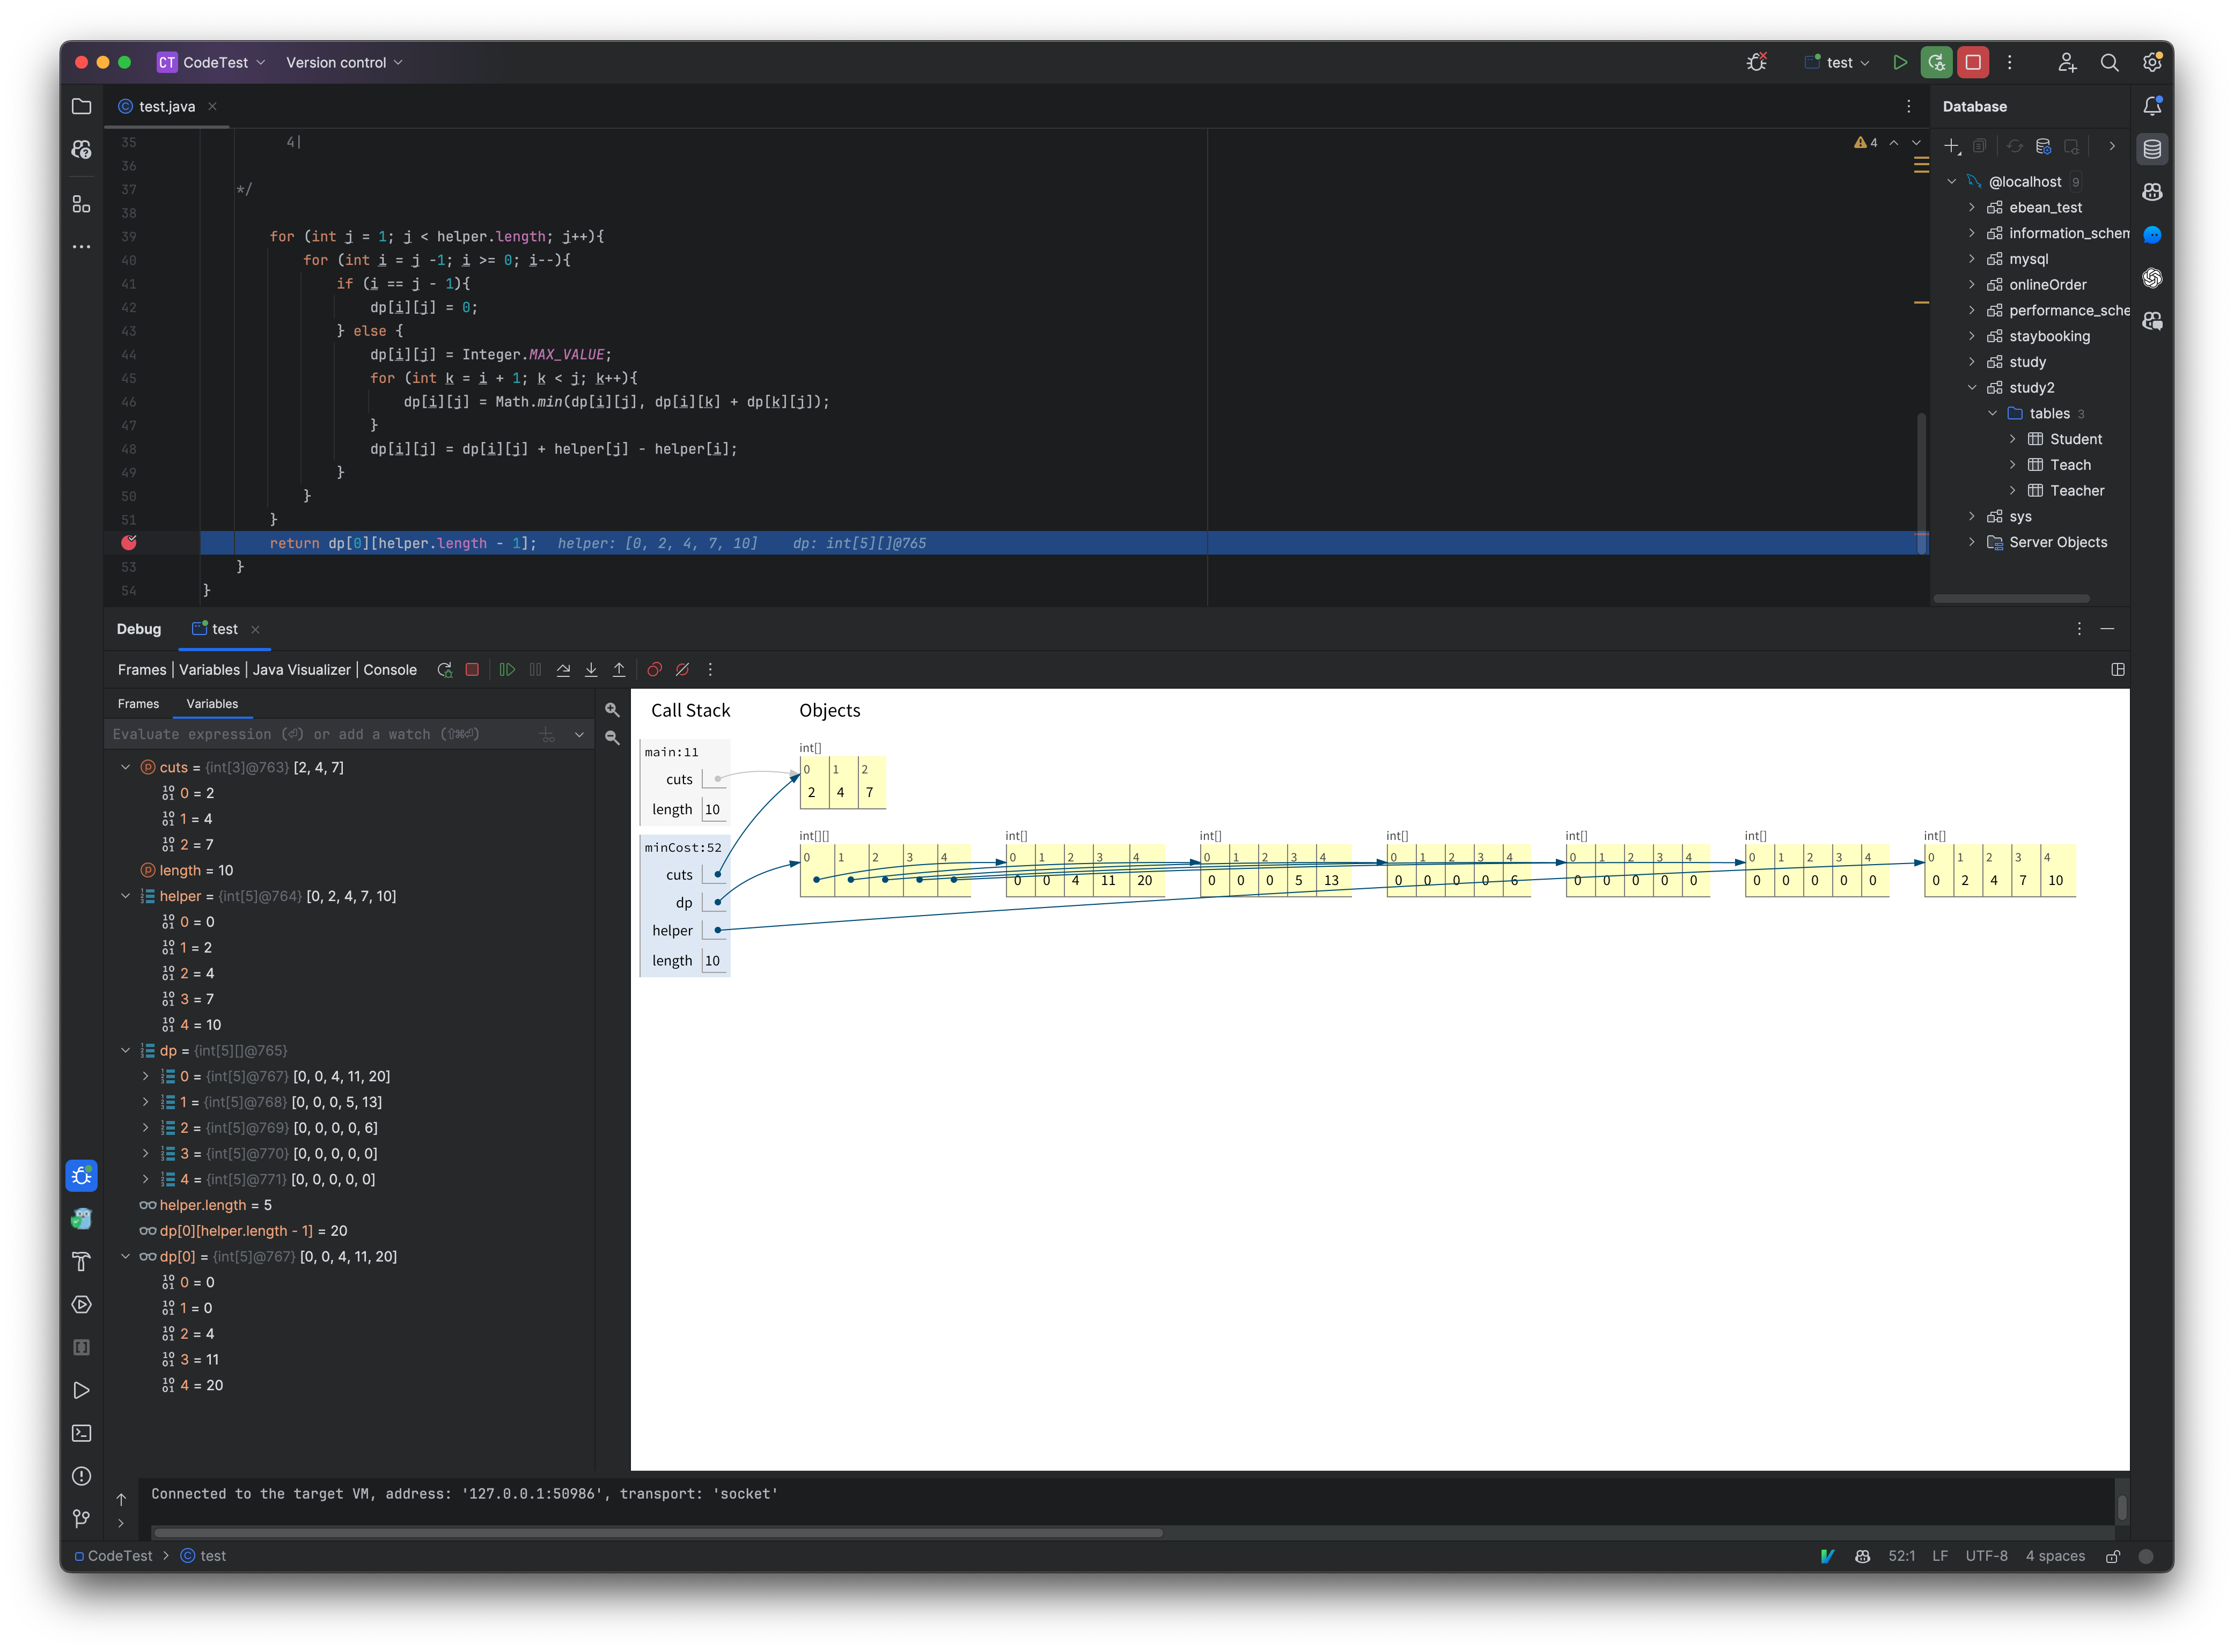 CT CodeTest Version control test
test.java
Database
35 4|
36
37 */
38
39 for (int j = 1; j < helper.length; j++){
40 for (int i = j -1; i >= 0; i--){
41 if (i == j - 1){
42 dp[i][j] = 0;
43 } else {
44 dp[i][j] = Integer.MAX_VALUE;
45 for (int k = i + 1; k < j; k++){
46 dp[i][j] = Math.min(dp[i][j], dp[i][k] + dp[k][j]);
47 }
48 dp[i][j] = dp[i][j] + helper[j] - helper[i];
49 }
50 }
51 }
return dp[0][helper.length - 1]; helper: [0, 2, 4, 7, 10] dp: int[5][]@765
53 }
54 }
4
@localhost 9
ebean_test
information_schem
mysql
onlineOrder
performance_sche
staybooking
study
study2
tables 3
Student
Teach
Teacher
sys
Server Objects
Debug test
Frames | Variables | Java Visualizer | Console
Frames Variables
Evaluate expression (⏎) or add a watch (⇧⌘⏎)
cuts = {int[3]@763} [2, 4, 7]
0 = 2
1 = 4
2 = 7
length = 10
helper = {int[5]@764} [0, 2, 4, 7, 10]
0 = 0
1 = 2
2 = 4
3 = 7
4 = 10
dp = {int[5][]@765}
0 = {int[5]@767} [0, 0, 4, 11, 20]
1 = {int[5]@768} [0, 0, 0, 5, 13]
2 = {int[5]@769} [0, 0, 0, 0, 6]
3 = {int[5]@770} [0, 0, 0, 0, 0]
4 = {int[5]@771} [0, 0, 0, 0, 0]
helper.length = 5
dp[0][helper.length - 1] = 20
dp[0] = {int[5]@767} [0, 0, 4, 11, 20]
0 = 0
1 = 0
2 = 4
3 = 11
4 = 20
Call Stack Objects
main:11
cuts
length 10
minCost:52
cuts
dp
helper
length 10
int[]
0 1 2
2 4 7
int[][] int[] int[] int[] int[] int[] int[]
0 1 2 3 4 0 1 2 3 4 0 1 2 3 4 0 1 2 3 4 0 1 2 3 4 0 1 2 3 4 0 1 2 3 4
0 0 4 11 20 0 0 0 5 13 0 0 0 0 6 0 0 0 0 0 0 0 0 0 0 0 2 4 7 10
Connected to the target VM, address: '127.0.0.1:50986', transport: 'socket'
CodeTest > test
52:1 LF UTF-8 4 spaces